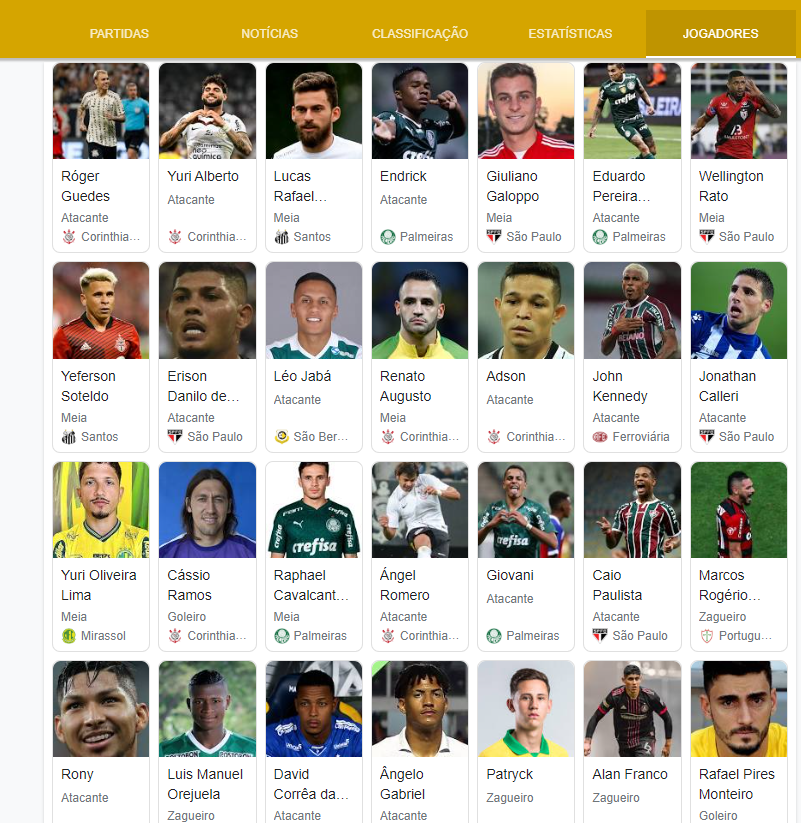 PARTIDAS NOTÍCIAS CLASSIFICAÇÃO ESTATÍSTICAS JOGADORES
Róger Guedes
Atacante
Corinthia...
Yuri Alberto
Atacante
Corinthia...
Lucas Rafael...
Meia
Santos
Endrick
Atacante
Palmeiras
Giuliano Galoppo
Meia
São Paulo
Eduardo Pereira...
Atacante
Palmeiras
Wellington Rato
Meia
São Paulo
Yeferson Soteldo
Meia
Santos
Erison Danilo de...
Atacante
São Paulo
Léo Jabá
Atacante
São Ber...
Renato Augusto
Meia
Corinthia...
Adson
Atacante
Corinthia...
John Kennedy
Atacante
Ferroviária
Jonathan Calleri
Atacante
São Paulo
Yuri Oliveira Lima
Meia
Mirassol
Cássio Ramos
Goleiro
Corinthia...
Raphael Cavalcant...
Meia
Palmeiras
Ángel Romero
Atacante
Corinthia...
Giovani
Atacante
Palmeiras
Caio Paulista
Atacante
São Paulo
Marcos Rogério...
Zagueiro
Portugu...
Rony
Atacante
Luis Manuel Orejuela
Zagueiro
David Corrêa da...
Atacante
Ângelo Gabriel
Atacante
Patryck
Zagueiro
Alan Franco
Zagueiro
Rafael Pires Monteiro
Goleiro